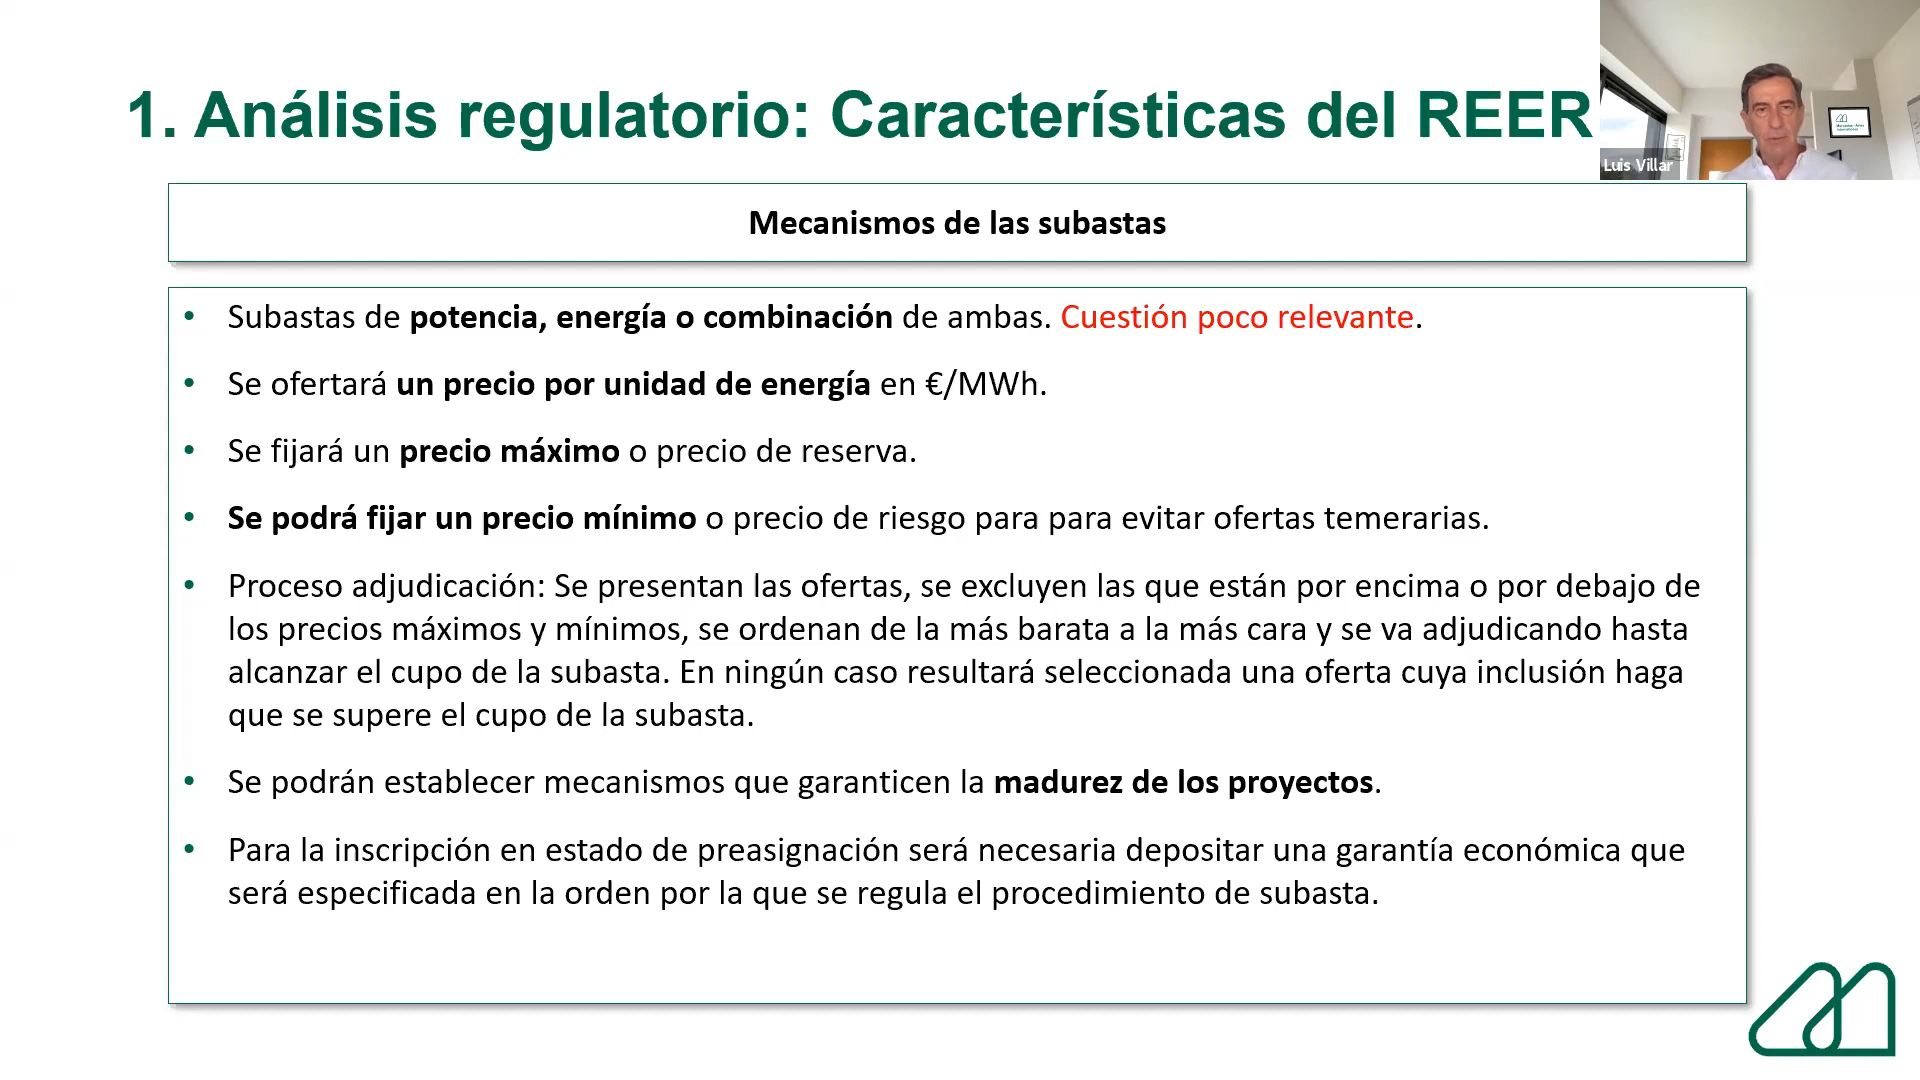 1. Análisis regulatorio: Características del REER
Luis Villar
Mecanismos de las subastas
• Subastas de potencia, energía o combinación de ambas. Cuestión poco relevante.
• Se ofertará un precio por unidad de energía en €/MWh.
• Se fijará un precio máximo o precio de reserva.
• Se podrá fijar un precio mínimo o precio de riesgo para para evitar ofertas temerarias.
• Proceso adjudicación: Se presentan las ofertas, se excluyen las que están por encima o por debajo de
los precios máximos y mínimos, se ordenan de la más barata a la más cara y se va adjudicando hasta
alcanzar el cupo de la subasta. En ningún caso resultará seleccionada una oferta cuya inclusión haga
que se supere el cupo de la subasta.
• Se podrán establecer mecanismos que garanticen la madurez de los proyectos.
• Para la inscripción en estado de preasignación será necesaria depositar una garantía económica que
será especificada en la orden por la que se regula el procedimiento de subasta.